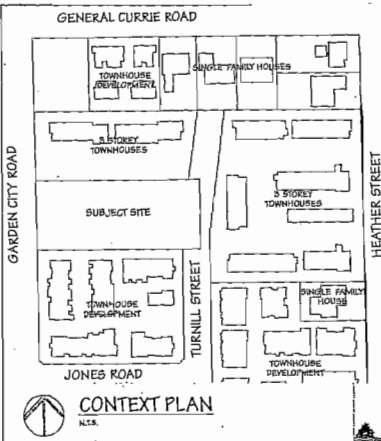 GENERAL CURRIE ROAD
SINGLE FAMILY HOUSES
TOWNHOUSE
DEVELOPMENT
3 STOREY
TOWNHOUSES
GARDEN CITY ROAD
SUBJECT SITE
3 STOREY
TOWNHOUSES
HEATHER STREET
TURNILL STREET
TOWNHOUSE
DEVELOPMENT
SINGLE FAMILY
HOUSE
TOWNHOUSE
DEVELOPMENT
JONES ROAD
CONTEXT PLAN
N.T.S.